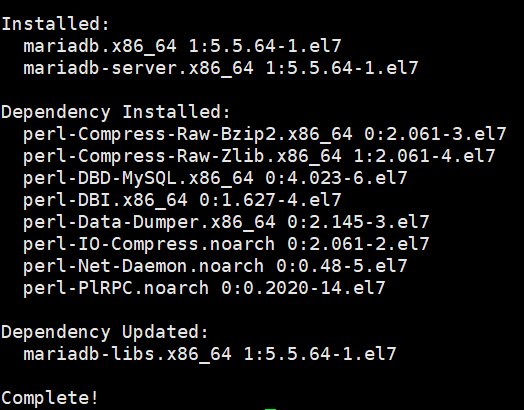 Installed:
mariadb.x86_64 1:5.5.64-1.el7
mariadb-server.x86_64 1:5.5.64-1.el7
Dependency Installed:
perl-Compress-Raw-Bzip2.x86_64 0:2.061-3.el7
perl-Compress-Raw-Zlib.x86_64 1:2.061-4.el7
perl-DBD-MySQL.x86_64 0:4.023-6.el7
perl-DBI.x86_64 0:1.627-4.el7
perl-Data-Dumper.x86_64 0:2.145-3.el7
perl-IO-Compress.noarch 0:2.061-2.el7
perl-Net-Daemon.noarch 0:0.48-5.el7
perl-PlRPC.noarch 0:0.2020-14.el7
Dependency Updated:
mariadb-libs.x86_64 1:5.5.64-1.el7
Complete!